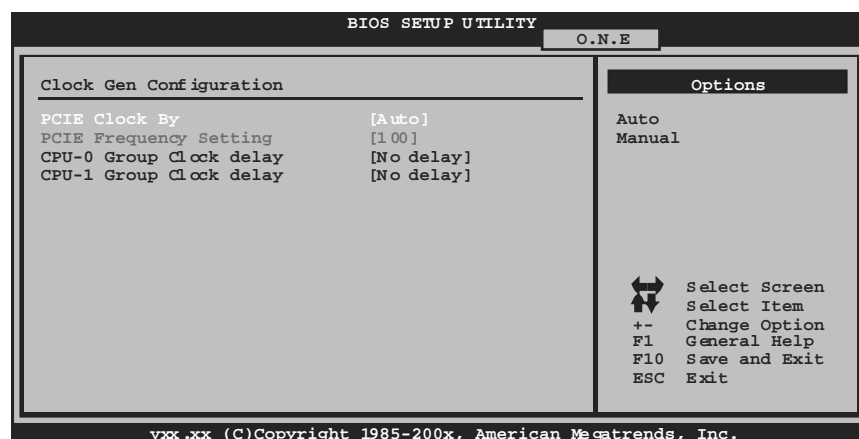 BIOS SETUP UTILITY
O.N.E
Clock Gen Configuration
PCIE Clock By [Auto]
PCIE Frequency Setting [100]
CPU-0 Group Clock delay [No delay]
CPU-1 Group Clock delay [No delay]
Options
Auto
Manual
Select Screen
Select Item
+- Change Option
F1 General Help
F10 Save and Exit
ESC Exit
vxx.xx (C)Copyright 1985-200x, American Megatrends, Inc.